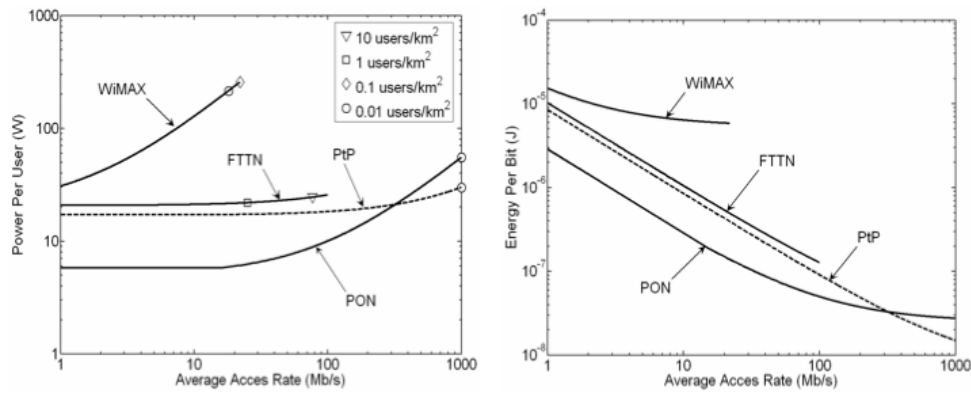 1000
100
10
1
Power Per User (W)
WiMAX
FTTN
PtP
PON
10 users/km²
1 users/km²
0.1 users/km²
0.01 users/km²
1
10
100
1000
Average Acces Rate (Mb/s)
10⁻⁴
10⁻⁵
10⁻⁶
10⁻⁷
10⁻⁸
Energy Per Bit (J)
WiMAX
FTTN
PtP
PON
1
10
100
1000
Average Acces Rate (Mb/s)